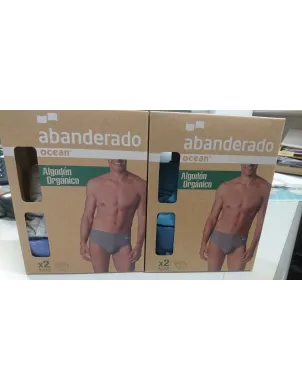 abanderado
ocean
Algodón
Orgánico
x2
abanderado
ocean
Algodón
Orgánico
x2